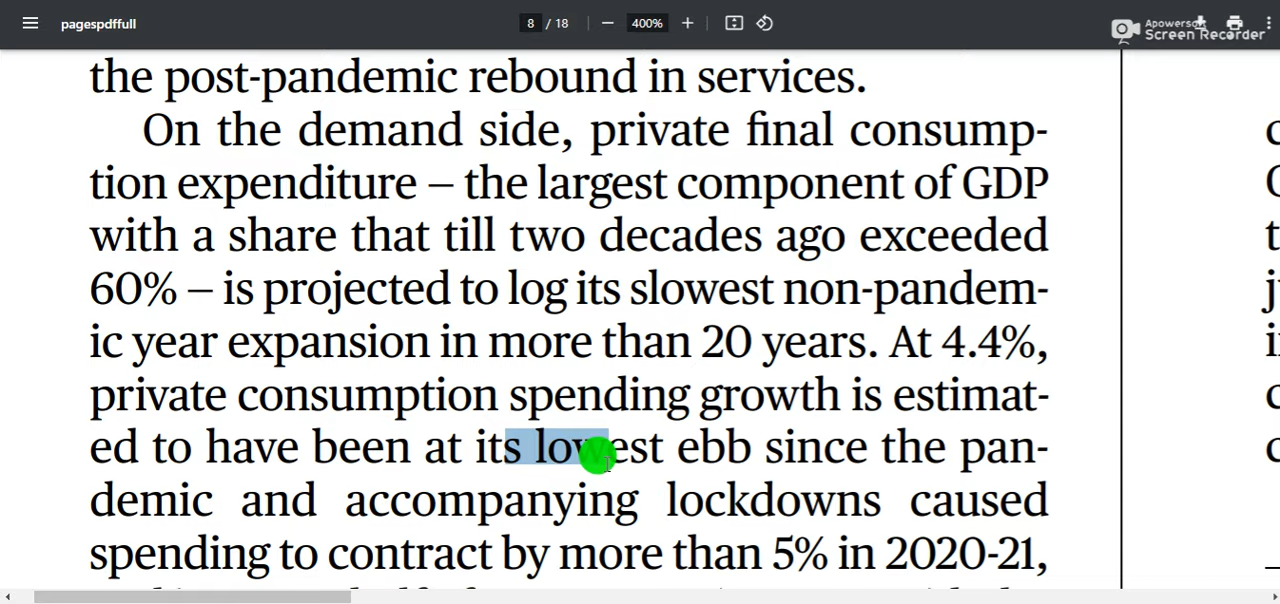 pagespdffull
8 / 18
400%
Apowersoft
Screen Recorder
the post-pandemic rebound in services.
On the demand side, private final consump-
tion expenditure – the largest component of GDP
with a share that till two decades ago exceeded
60% – is projected to log its slowest non-pandem-
ic year expansion in more than 20 years. At 4.4%,
private consumption spending growth is estimat-
ed to have been at its lowest ebb since the pan-
demic and accompanying lockdowns caused
spending to contract by more than 5% in 2020-21,